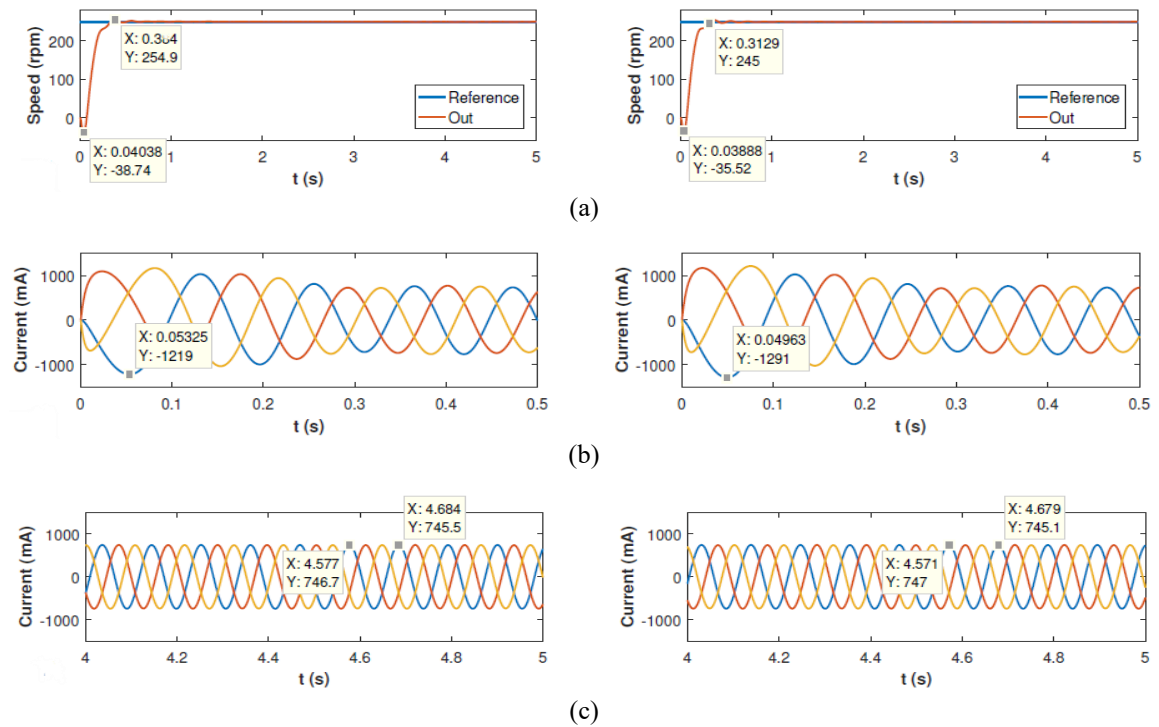 Speed (rpm)
200
100
0
X: 0.364
Y: 254.9
Reference
Out
X: 0.04038
Y: -38.74
0 1 2 3 4 5
t (s)
Speed (rpm)
200
100
0
X: 0.3129
Y: 245
Reference
Out
X: 0.03888
Y: -35.52
0 1 2 3 4 5
t (s)
(a)
Current (mA)
1000
0
-1000
X: 0.05325
Y: -1219
0 0.1 0.2 0.3 0.4 0.5
t (s)
Current (mA)
1000
0
-1000
X: 0.04963
Y: -1291
0 0.1 0.2 0.3 0.4 0.5
t (s)
(b)
Current (mA)
1000
0
-1000
X: 4.684
Y: 745.5
X: 4.577
Y: 746.7
4 4.2 4.4 4.6 4.8 5
t (s)
Current (mA)
1000
0
-1000
X: 4.679
Y: 745.1
X: 4.571
Y: 747
4 4.2 4.4 4.6 4.8 5
t (s)
(c)